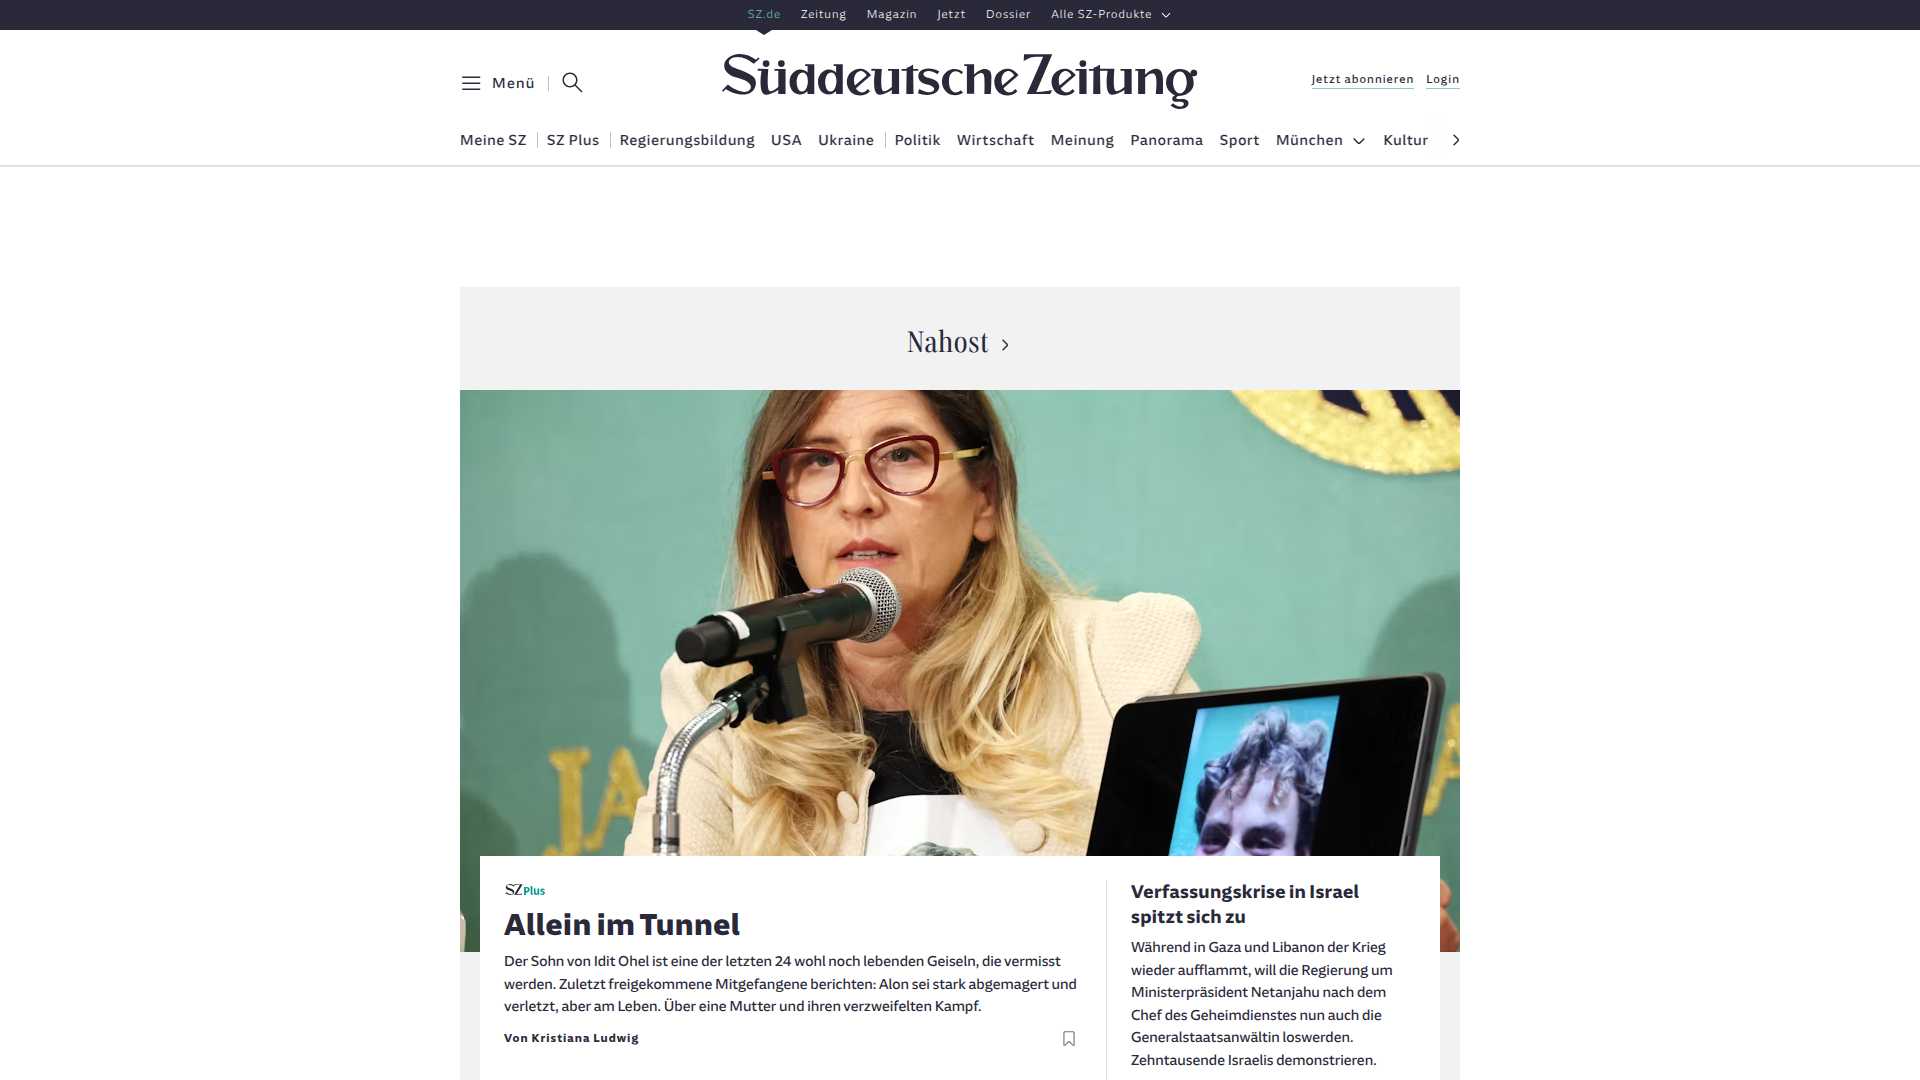 SZ.de Zeitung Magazin Jetzt Dossier Alle SZ-Produkte
Menü
Süddeutsche Zeitung
Jetzt abonnieren Login
Meine SZ SZ Plus Regierungsbildung USA Ukraine Politik Wirtschaft Meinung Panorama Sport München Kultur
Nahost
JA
SZ Plus
Allein im Tunnel
Der Sohn von Idit Ohel ist eine der letzten 24 wohl noch lebenden Geiseln, die vermisst
werden. Zuletzt freigekommene Mitgefangene berichten: Alon sei stark abgemagert und
verletzt, aber am Leben. Über eine Mutter und ihren verzweifelten Kampf.
Von Kristiana Ludwig
Verfassungskrise in Israel
spitzt sich zu
Während in Gaza und Libanon der Krieg
wieder aufflammt, will die Regierung um
Ministerpräsident Netanjahu nach dem
Chef des Geheimdienstes nun auch die
Generalstaatsanwältin loswerden.
Zehntausende Israelis demonstrieren.